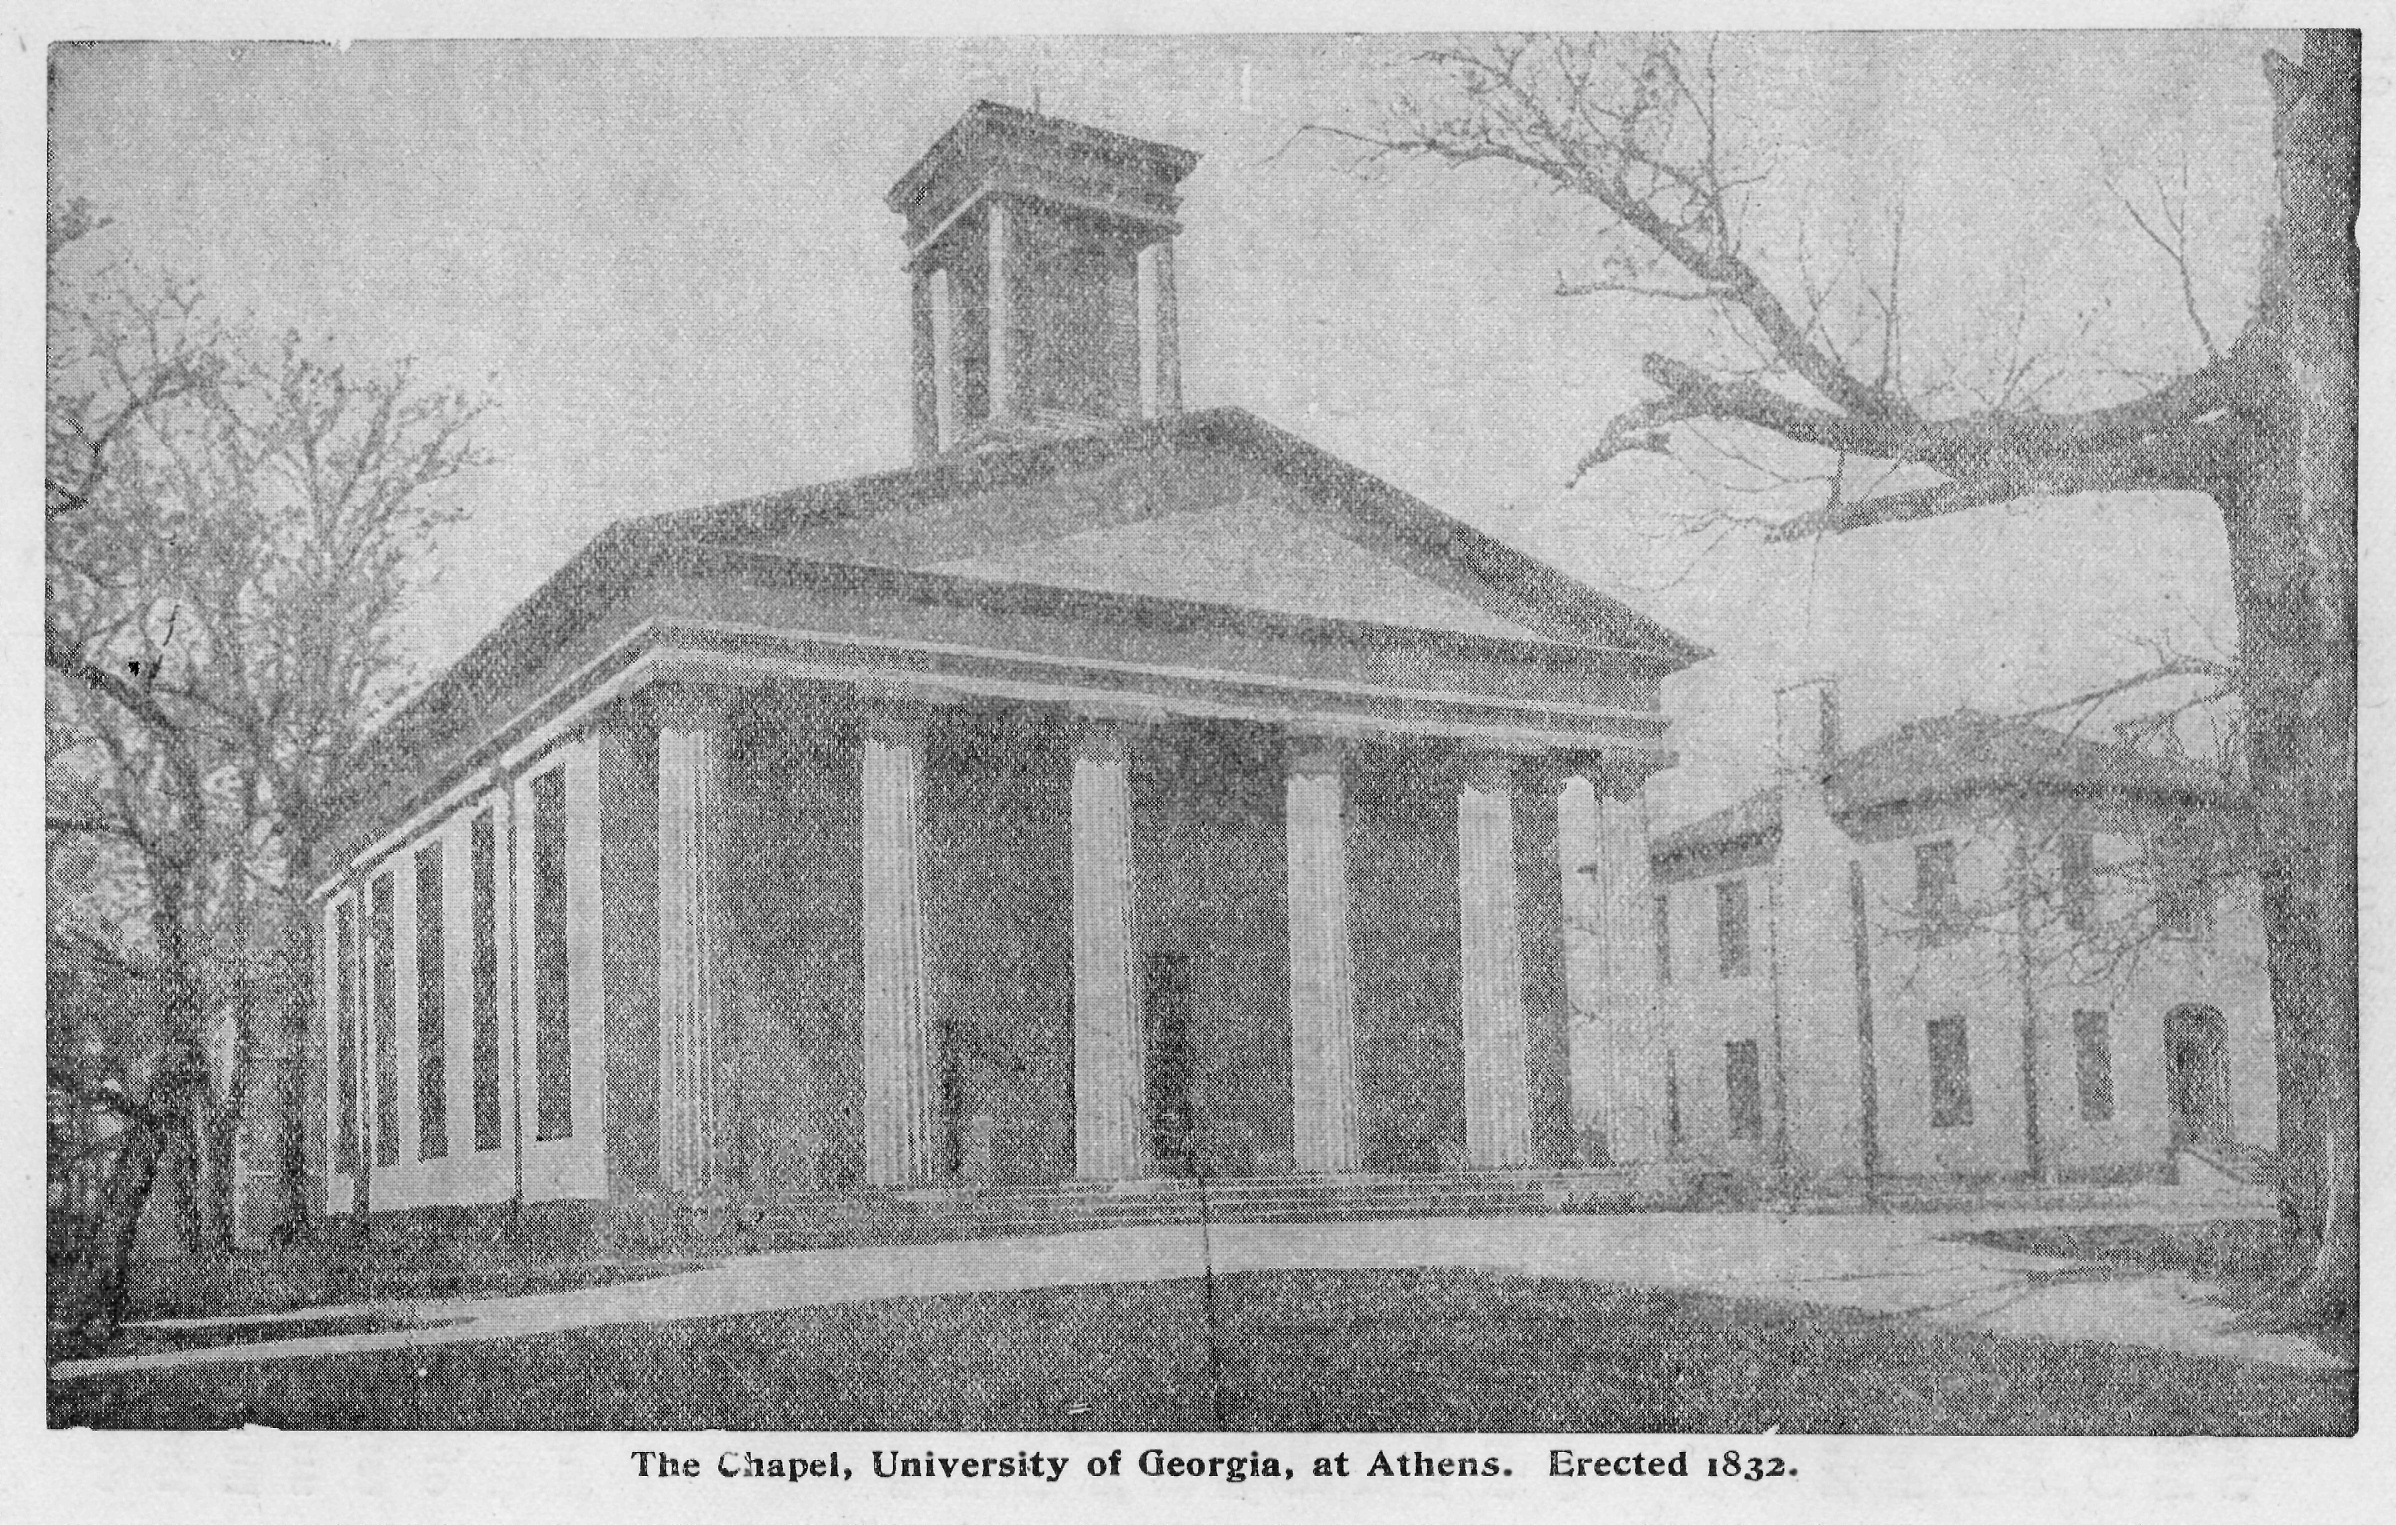 The Chapel, University of Georgia, at Athens. Erected 1832.